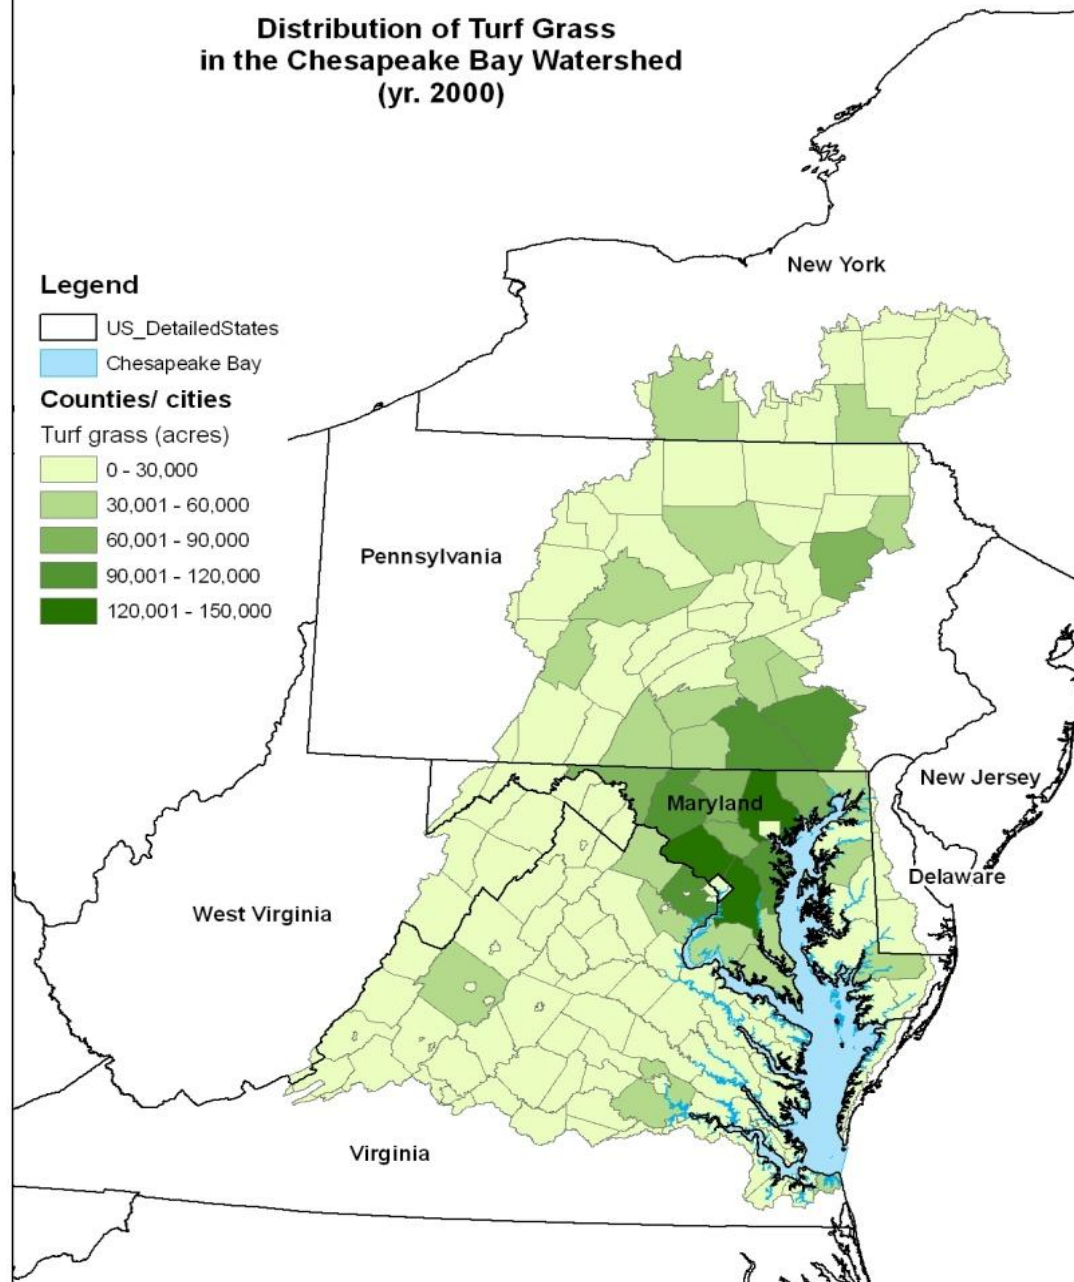 Distribution of Turf Grass
in the Chesapeake Bay Watershed
(yr. 2000)
New York
Legend
US_DetailedStates
Chesapeake Bay
Counties/ cities
Turf grass (acres)
0 - 30,000
30,001 - 60,000
60,001 - 90,000
90,001 - 120,000
120,001 - 150,000
Pennsylvania
New Jersey
Maryland
Delaware
West Virginia
Virginia